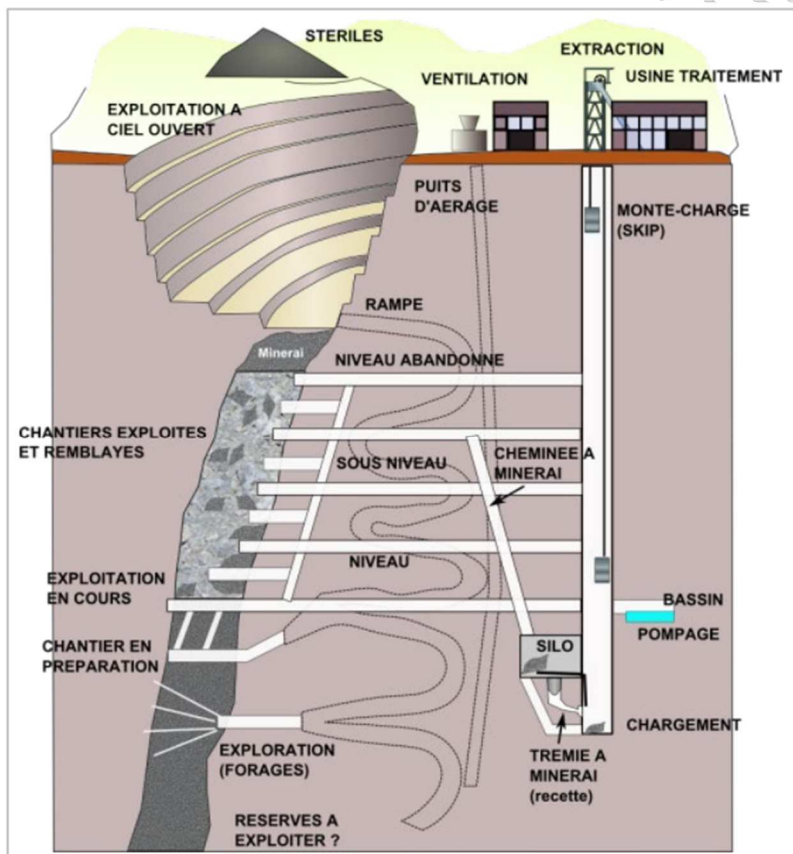 STERILES
EXTRACTION
VENTILATION
USINE TRAITEMENT
EXPLOITATION A
CIEL OUVERT
PUITS
D'AERAGE
MONTE-CHARGE
(SKIP)
RAMPE
Minerai
NIVEAU ABANDONNE
CHANTIERS EXPLOITES
ET REMBLAYES
SOUS NIVEAU
CHEMINEE A
MINERAI
NIVEAU
EXPLOITATION
EN COURS
BASSIN
POMPAGE
CHANTIER EN
PREPARATION
SILO
CHARGEMENT
EXPLORATION
(FORAGES)
TREMIE A
MINERAI
(recette)
RESERVES A
EXPLOITER ?